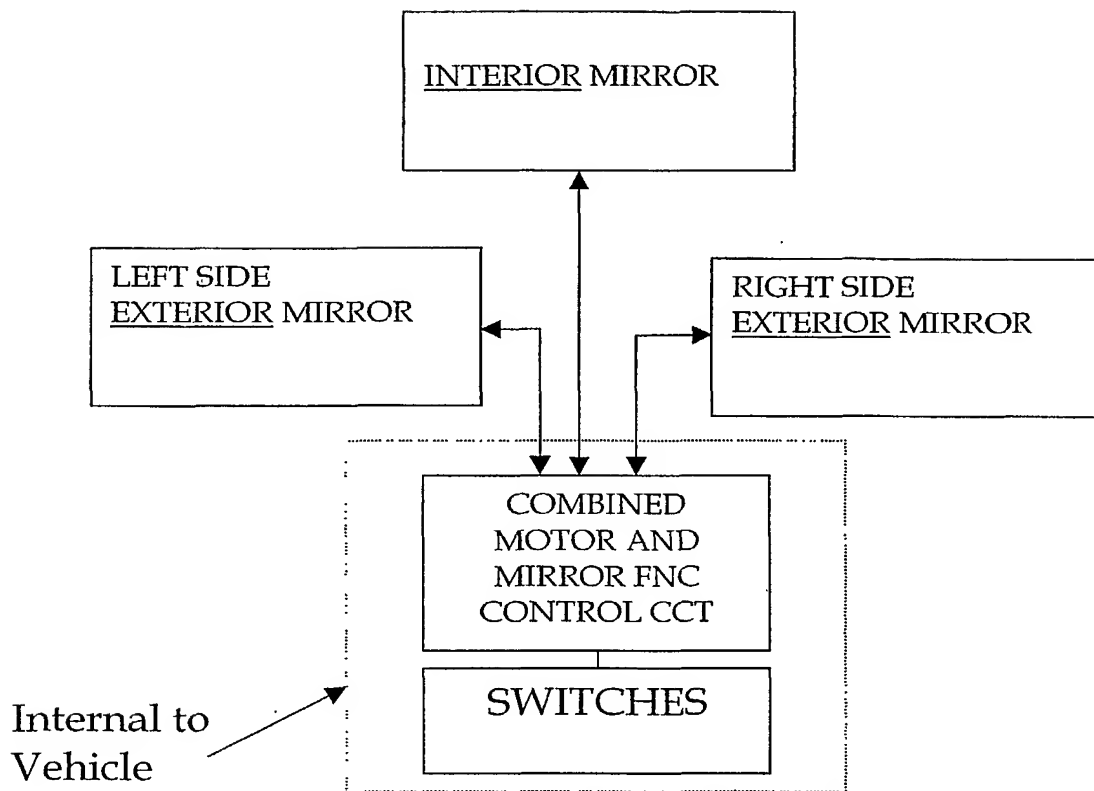 INTERIOR MIRROR
LEFT SIDE
EXTERIOR MIRROR
RIGHT SIDE
EXTERIOR MIRROR
COMBINED
MOTOR AND
MIRROR FNC
CONTROL CCT
SWITCHES
Internal to
Vehicle